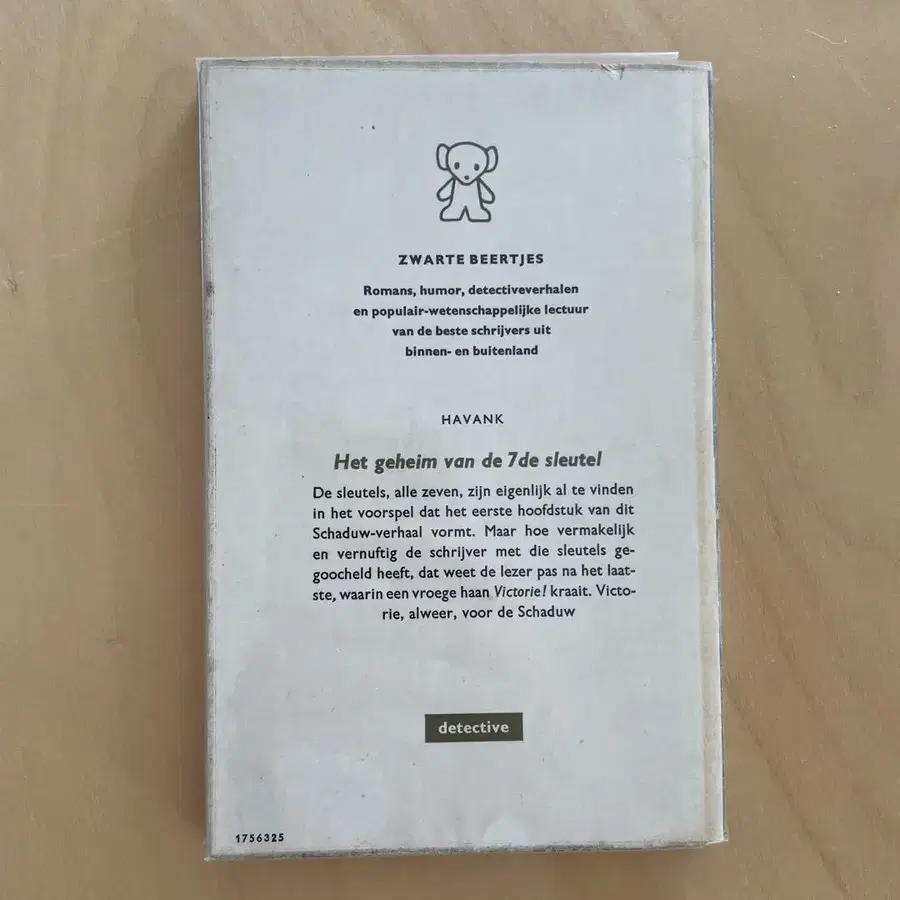 ZWARTE BEERTJES
Romans, humor, detectiveverhalen
en populair-wetenschappelijke lectuur
van de beste schrijvers uit
binnen- en buitenland
HAVANK
Het geheim van de 7de sleutel
De sleutels, alle zeven, zijn eigenlijk al te vinden
in het voorspel dat het eerste hoofdstuk van dit
Schaduw-verhaal vormt. Maar hoe vermakelijk
en vernuftig de schrijver met die sleutels ge-
goocheld heeft, dat weet de lezer pas na het laat-
ste, waarin een vroege haan Victorie! kraait. Victo-
rie, alweer, voor de Schaduw
detective
1756325